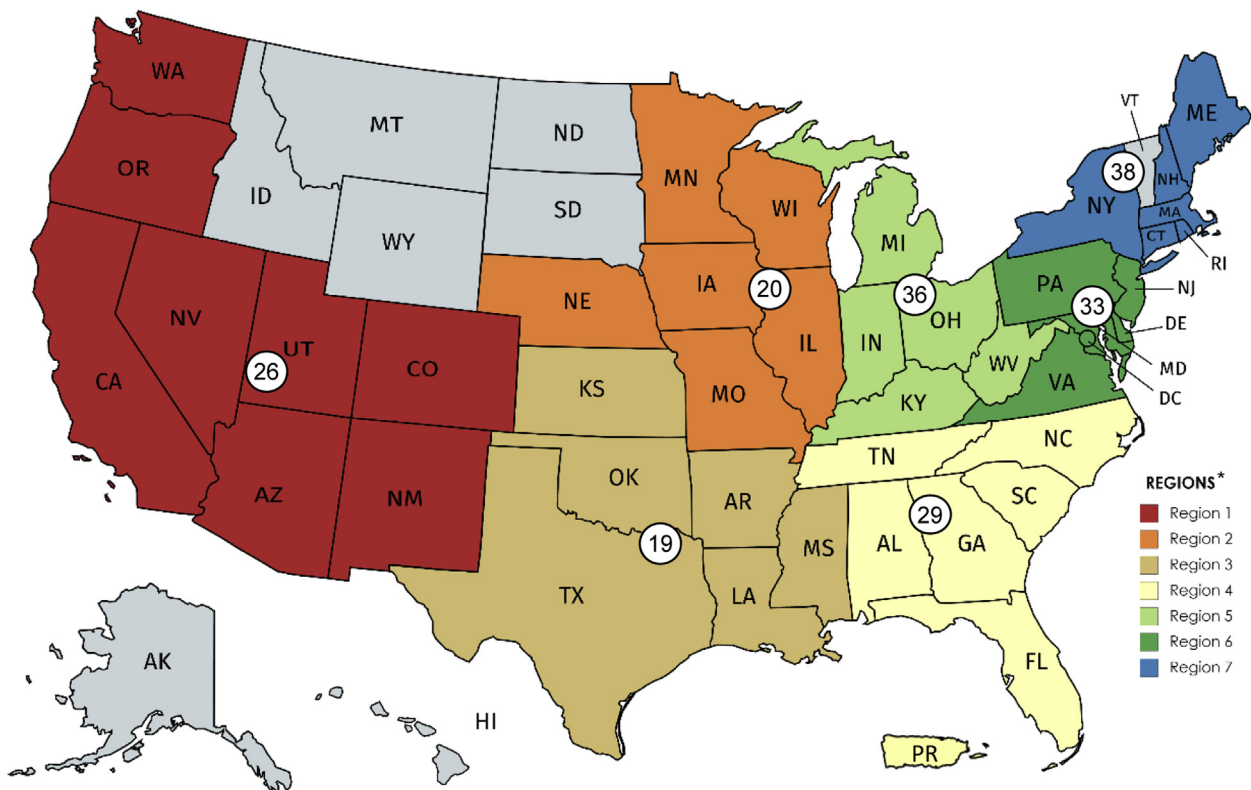 WA
MT
ND
MN
VT
ME
OR
ID
SD
WI
38
NH
NY
MA
WY
MI
CT
RI
NE
IA
20
36
PA
NJ
NV
33
OH
DE
UT
CO
IL
IN
WV
MD
26
CA
KS
MO
KY
VA
DC
TN
NC
AZ
NM
OK
AR
SC
REGIONS*
29
Region 1
19
MS
AL
GA
Region 2
TX
LA
Region 3
Region 4
Region 5
AK
FL
Region 6
Region 7
HI
PR